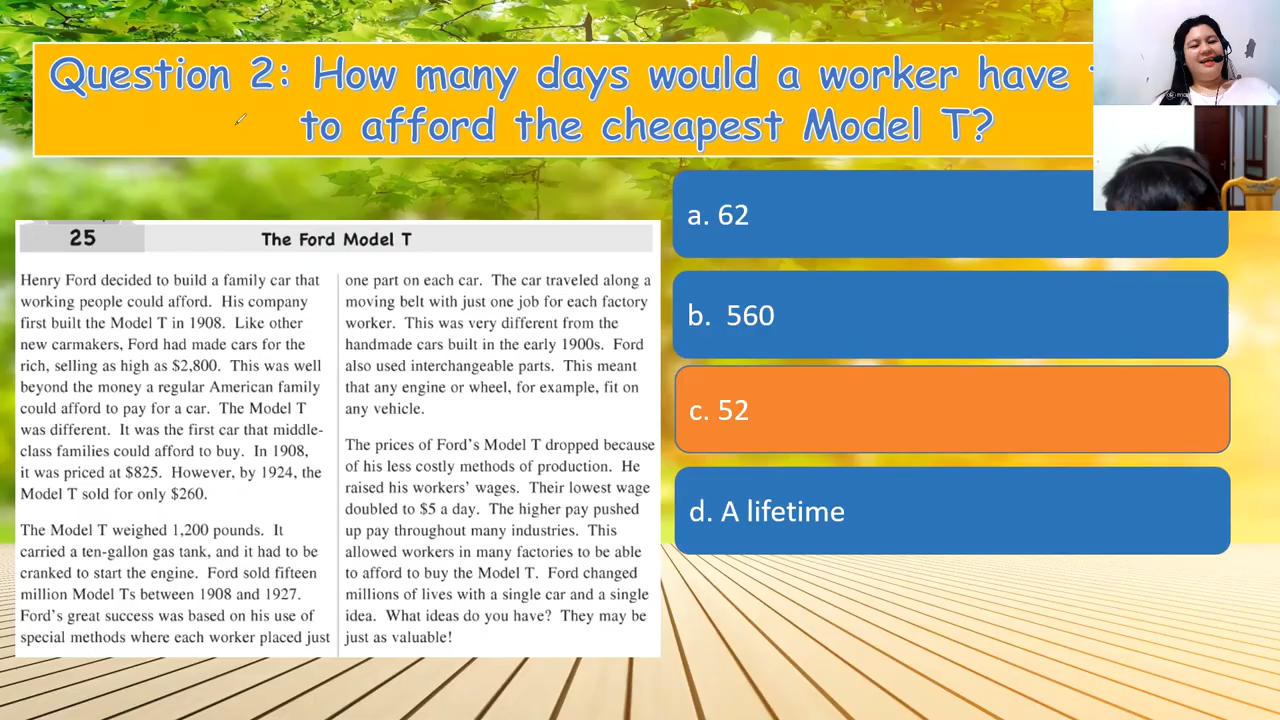 Question 2: How many days would a worker have
to afford the cheapest Model T?
a. 62
b. 560
c. 52
d. A lifetime
25
The Ford Model T
Henry Ford decided to build a family car that
working people could afford. His company
first built the Model T in 1908. Like other
new carmakers, Ford had made cars for the
rich, selling as high as $2,800. This was well
beyond the money a regular American family
could afford to pay for a car. The Model T
was different. It was the first car that middle-
class families could afford to buy. In 1908,
it was priced at $825. However, by 1924, the
Model T sold for only $260.
The Model T weighed 1,200 pounds. It
carried a ten-gallon gas tank, and it had to be
cranked to start the engine. Ford sold fifteen
million Model Ts between 1908 and 1927.
Ford's great success was based on his use of
special methods where each worker placed just
one part on each car. The car traveled along a
moving belt with just one job for each factory
worker. This was very different from the
handmade cars built in the early 1900s. Ford
also used interchangeable parts. This meant
that any engine or wheel, for example, fit on
any vehicle.
The prices of Ford's Model T dropped because
of his less costly methods of production. He
raised his workers' wages. Their lowest wage
doubled to $5 a day. The higher pay pushed
up pay throughout many industries. This
allowed workers in many factories to be able
to afford to buy the Model T. Ford changed
millions of lives with a single car and a single
idea. What ideas do you have? They may be
just as valuable!